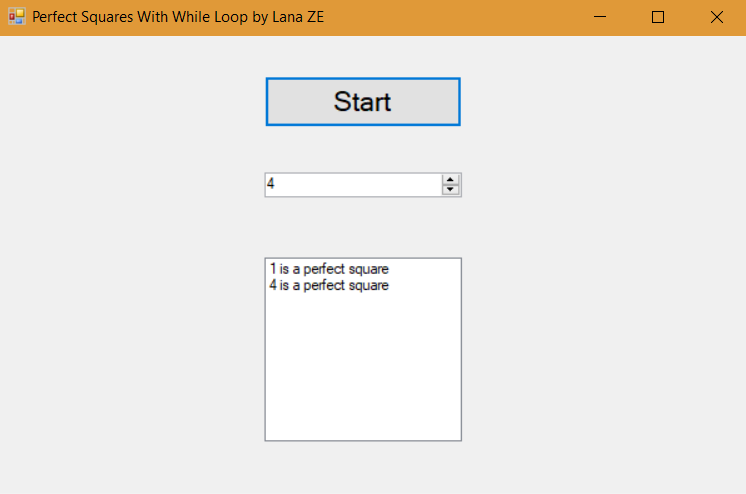 Perfect Squares With While Loop by Lana ZE
Start
4
1 is a perfect square
4 is a perfect square